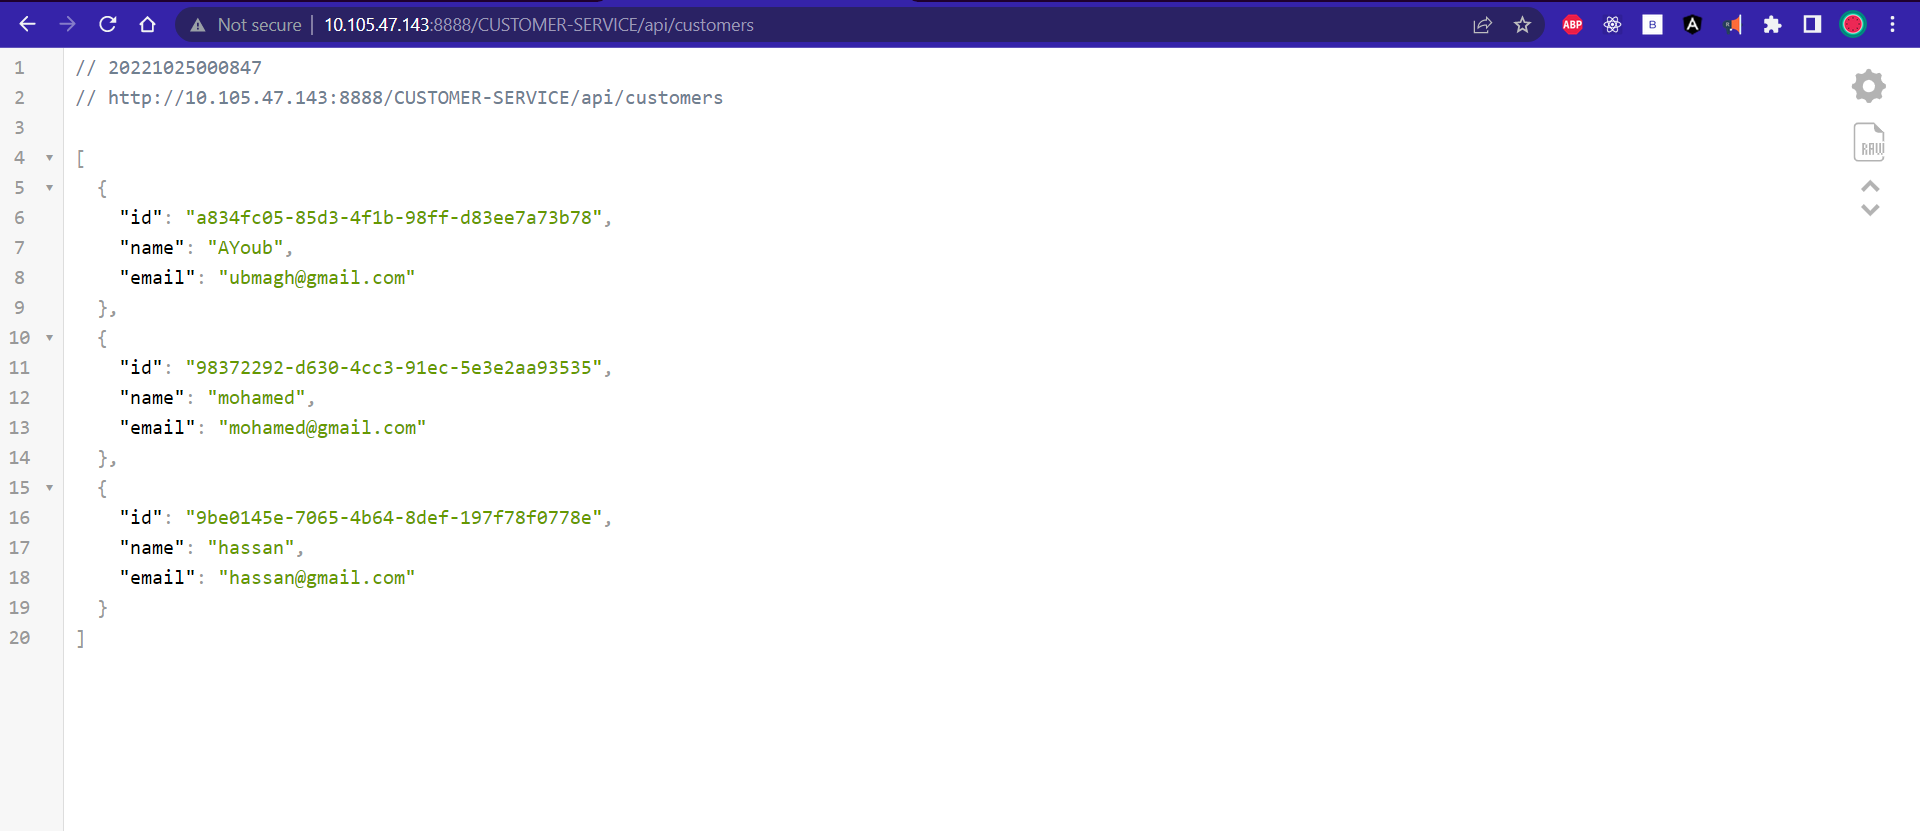 Not secure | 10.105.47.143:8888/CUSTOMER-SERVICE/api/customers
ABP
B
A
1 // 20221025000847
2 // http://10.105.47.143:8888/CUSTOMER-SERVICE/api/customers
3
4 [
5 {
6 "id": "a834fc05-85d3-4f1b-98ff-d83ee7a73b78",
7 "name": "AYoub",
8 "email": "ubmagh@gmail.com"
9 },
10 {
11 "id": "98372292-d630-4cc3-91ec-5e3e2aa93535",
12 "name": "mohamed",
13 "email": "mohamed@gmail.com"
14 },
15 {
16 "id": "9be0145e-7065-4b64-8def-197f78f0778e",
17 "name": "hassan",
18 "email": "hassan@gmail.com"
19 }
20 ]
RAW